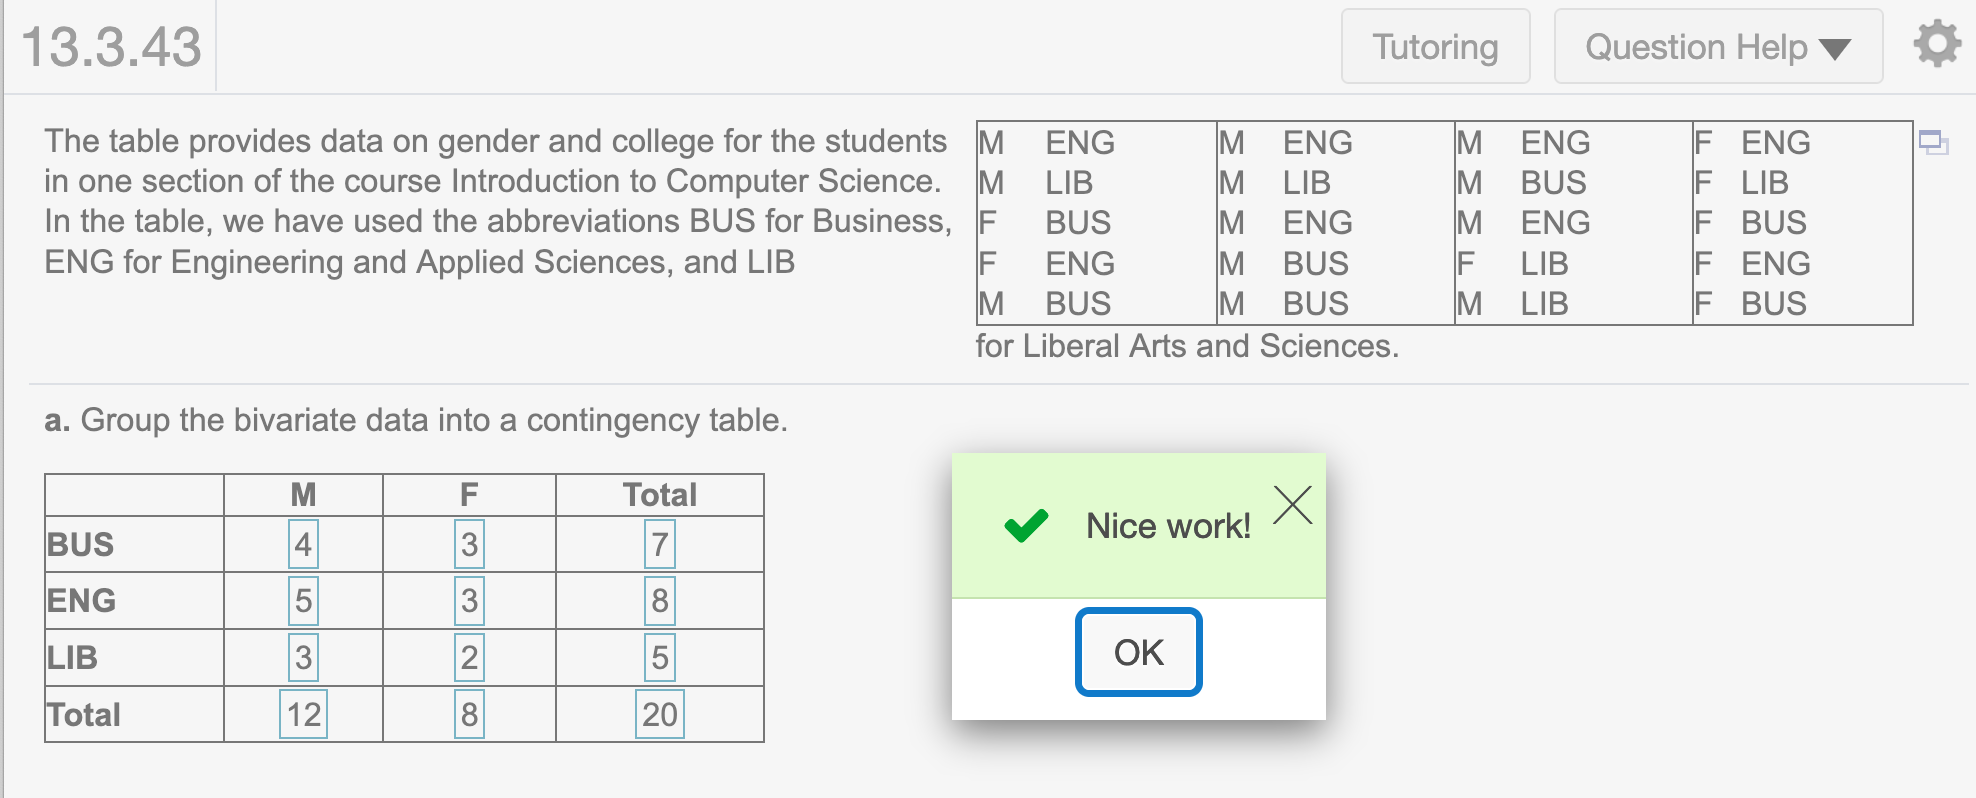 13.3.43
Tutoring
Question Help
The table provides data on gender and college for the students
in one section of the course Introduction to Computer Science.
In the table, we have used the abbreviations BUS for Business,
ENG for Engineering and Applied Sciences, and LIB
M ENG M ENG M ENG F ENG
M LIB M LIB M BUS F LIB
F BUS M ENG M ENG F BUS
F ENG M BUS F LIB F ENG
M BUS M BUS M LIB F BUS
for Liberal Arts and Sciences.
a. Group the bivariate data into a contingency table.
M F Total
BUS 4 3 7
ENG 5 3 8
LIB 3 2 5
Total 12 8 20
Nice work!
OK